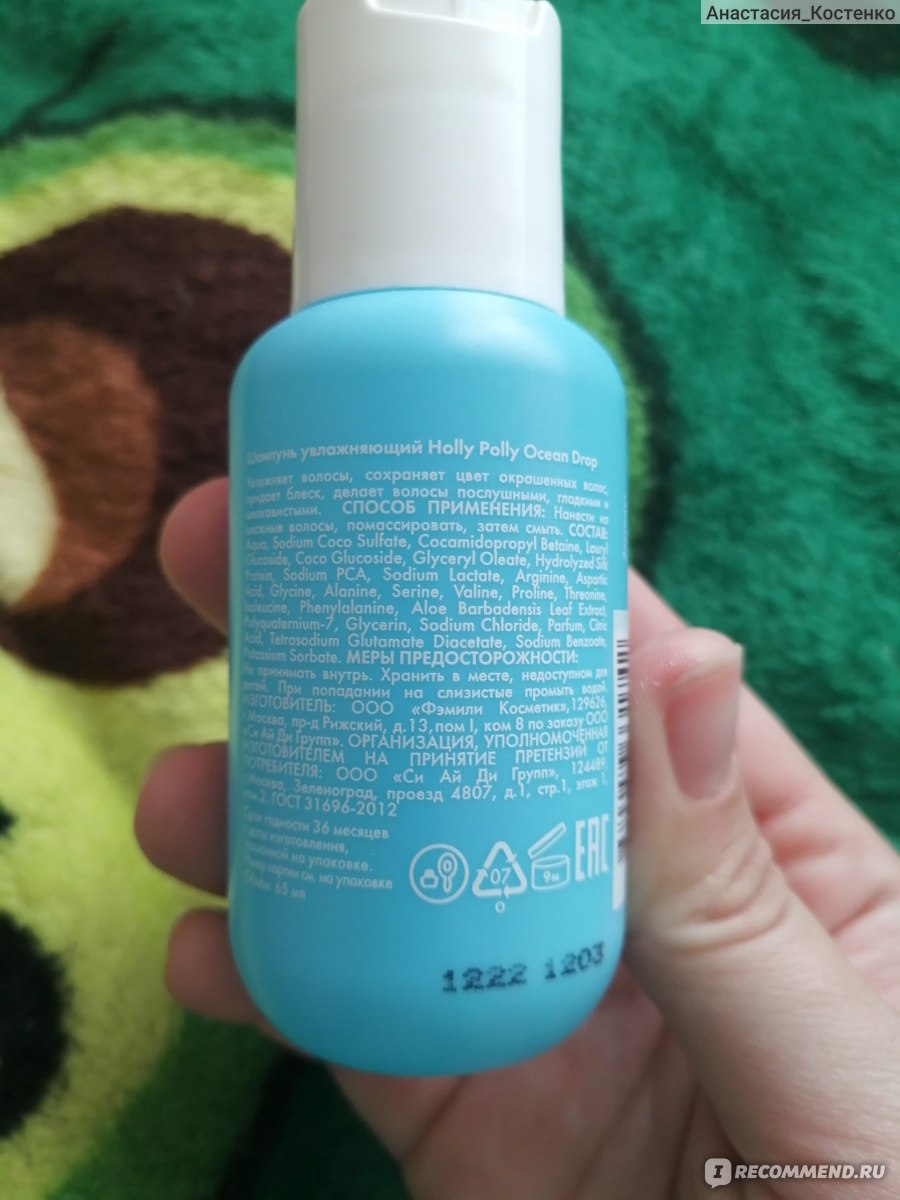 Анастасия_Костенко
Шампунь увлажняющий Holly Polly Ocean Drop
Увлажняет волосы, сохраняет цвет окрашенных волос,
придает блеск, делает волосы послушными, гладкими и
шелковистыми. СПОСОБ ПРИМЕНЕНИЯ: Нанести на
влажные волосы, помассировать, затем смыть. СОСТАВ:
Aqua, Sodium Coco Sulfate, Cocamidopropyl Betaine, Lauryl
Glucoside, Coco Glucoside, Glyceryl Oleate, Hydrolyzed Silk
Protein, Sodium PCA, Sodium Lactate, Arginine, Aspartic
Acid, Glycine, Alanine, Serine, Valine, Proline, Threonine,
Isoleucine, Phenylalanine, Aloe Barbadensis Leaf Extract,
Polyquaternium-7, Glycerin, Sodium Chloride, Parfum, Citric
Acid, Tetrasodium Glutamate Diacetate, Sodium Benzoate,
Potassium Sorbate. МЕРЫ ПРЕДОСТОРОЖНОСТИ:
Не принимать внутрь. Хранить в месте, недоступном для
детей. При попадании на слизистые промыть водой.
ИЗГОТОВИТЕЛЬ: ООО «Фэмили Косметик», 129626,
г.Москва, пр-д Рижский, д.13, пом I, ком 8 по заказу ООО
«Си Ай Ди Групп». ОРГАНИЗАЦИЯ, УПОЛНОМОЧЕННАЯ
ИЗГОТОВИТЕЛЕМ НА ПРИНЯТИЕ ПРЕТЕНЗИИ ОТ
ПОТРЕБИТЕЛЯ: ООО «Си Ай Ди Групп», 124489,
г.Москва, Зеленоград, проезд 4807, д.1, стр.1, этаж 1,
ком 2. ГОСТ 31696-2012
Срок годности 36 месяцев
с даты изготовления,
указанной на упаковке.
Номер партии см. на упаковке
Объем: 65 мл
07
О
9м
EAC
1222 1203
IRECOMMEND.RU